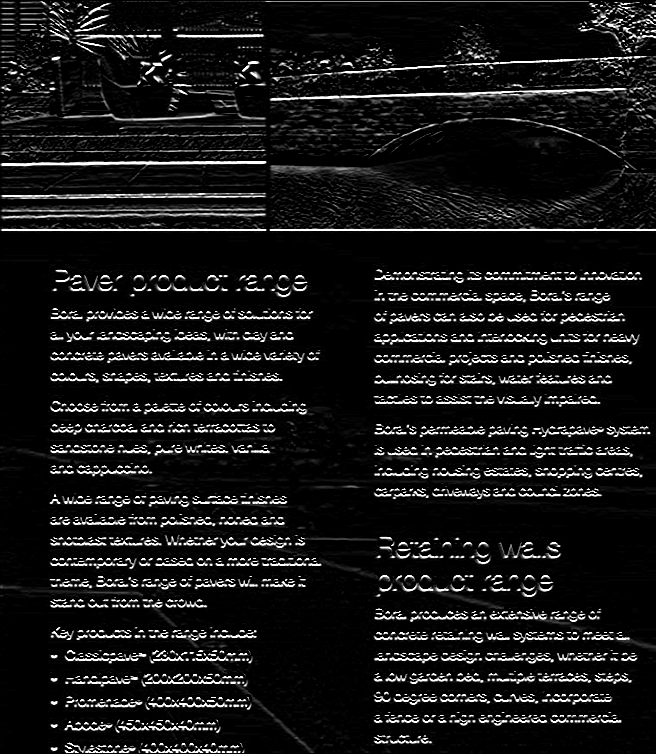 Paver product range
Boral provides a wide range of solutions for
all your landscaping ideas, with clay and
concrete pavers available in a wide variety of
colours, shapes, textures and finishes.
Choose from a palette of colours including
deep charcoal and rich terracottas to
sandstone hues, pure whites, vanilla
and cappuccino.
A wide range of paving surface finishes
are available from polished, honed and
shotblast textures. Whether your design is
contemporary or based on a more traditional
theme, Boral's range of pavers will make it
stand out from the crowd.
Key products in the range include:
• Classicpave® (230x115x50mm)
• Handipave® (200x200x50mm)
• Promenade® (400x400x50mm)
• Abode® (450x450x40mm)
• Stylestone® (400x400x40mm)
Demonstrating its commitment to innovation
in the commercial space, Boral's range
of pavers can also be used for pedestrian
applications and interlocking units for heavy
commercial projects and polished finishes,
bullnosing for stairs, water features and
tactiles to assist the visually impaired.
Boral's permeable paving Hydrapave® system
is used in pedestrian and light traffic areas,
including housing estates, shopping centres,
carparks, driveways and council zones.
Retaining walls
product range
Boral produces an extensive range of
concrete retaining wall systems to meet all
landscape design challenges, whether it be
a low garden bed, multiple terraces, steps,
90 degree corners, curves, incorporate
a fence or a high engineered commercial
structure.